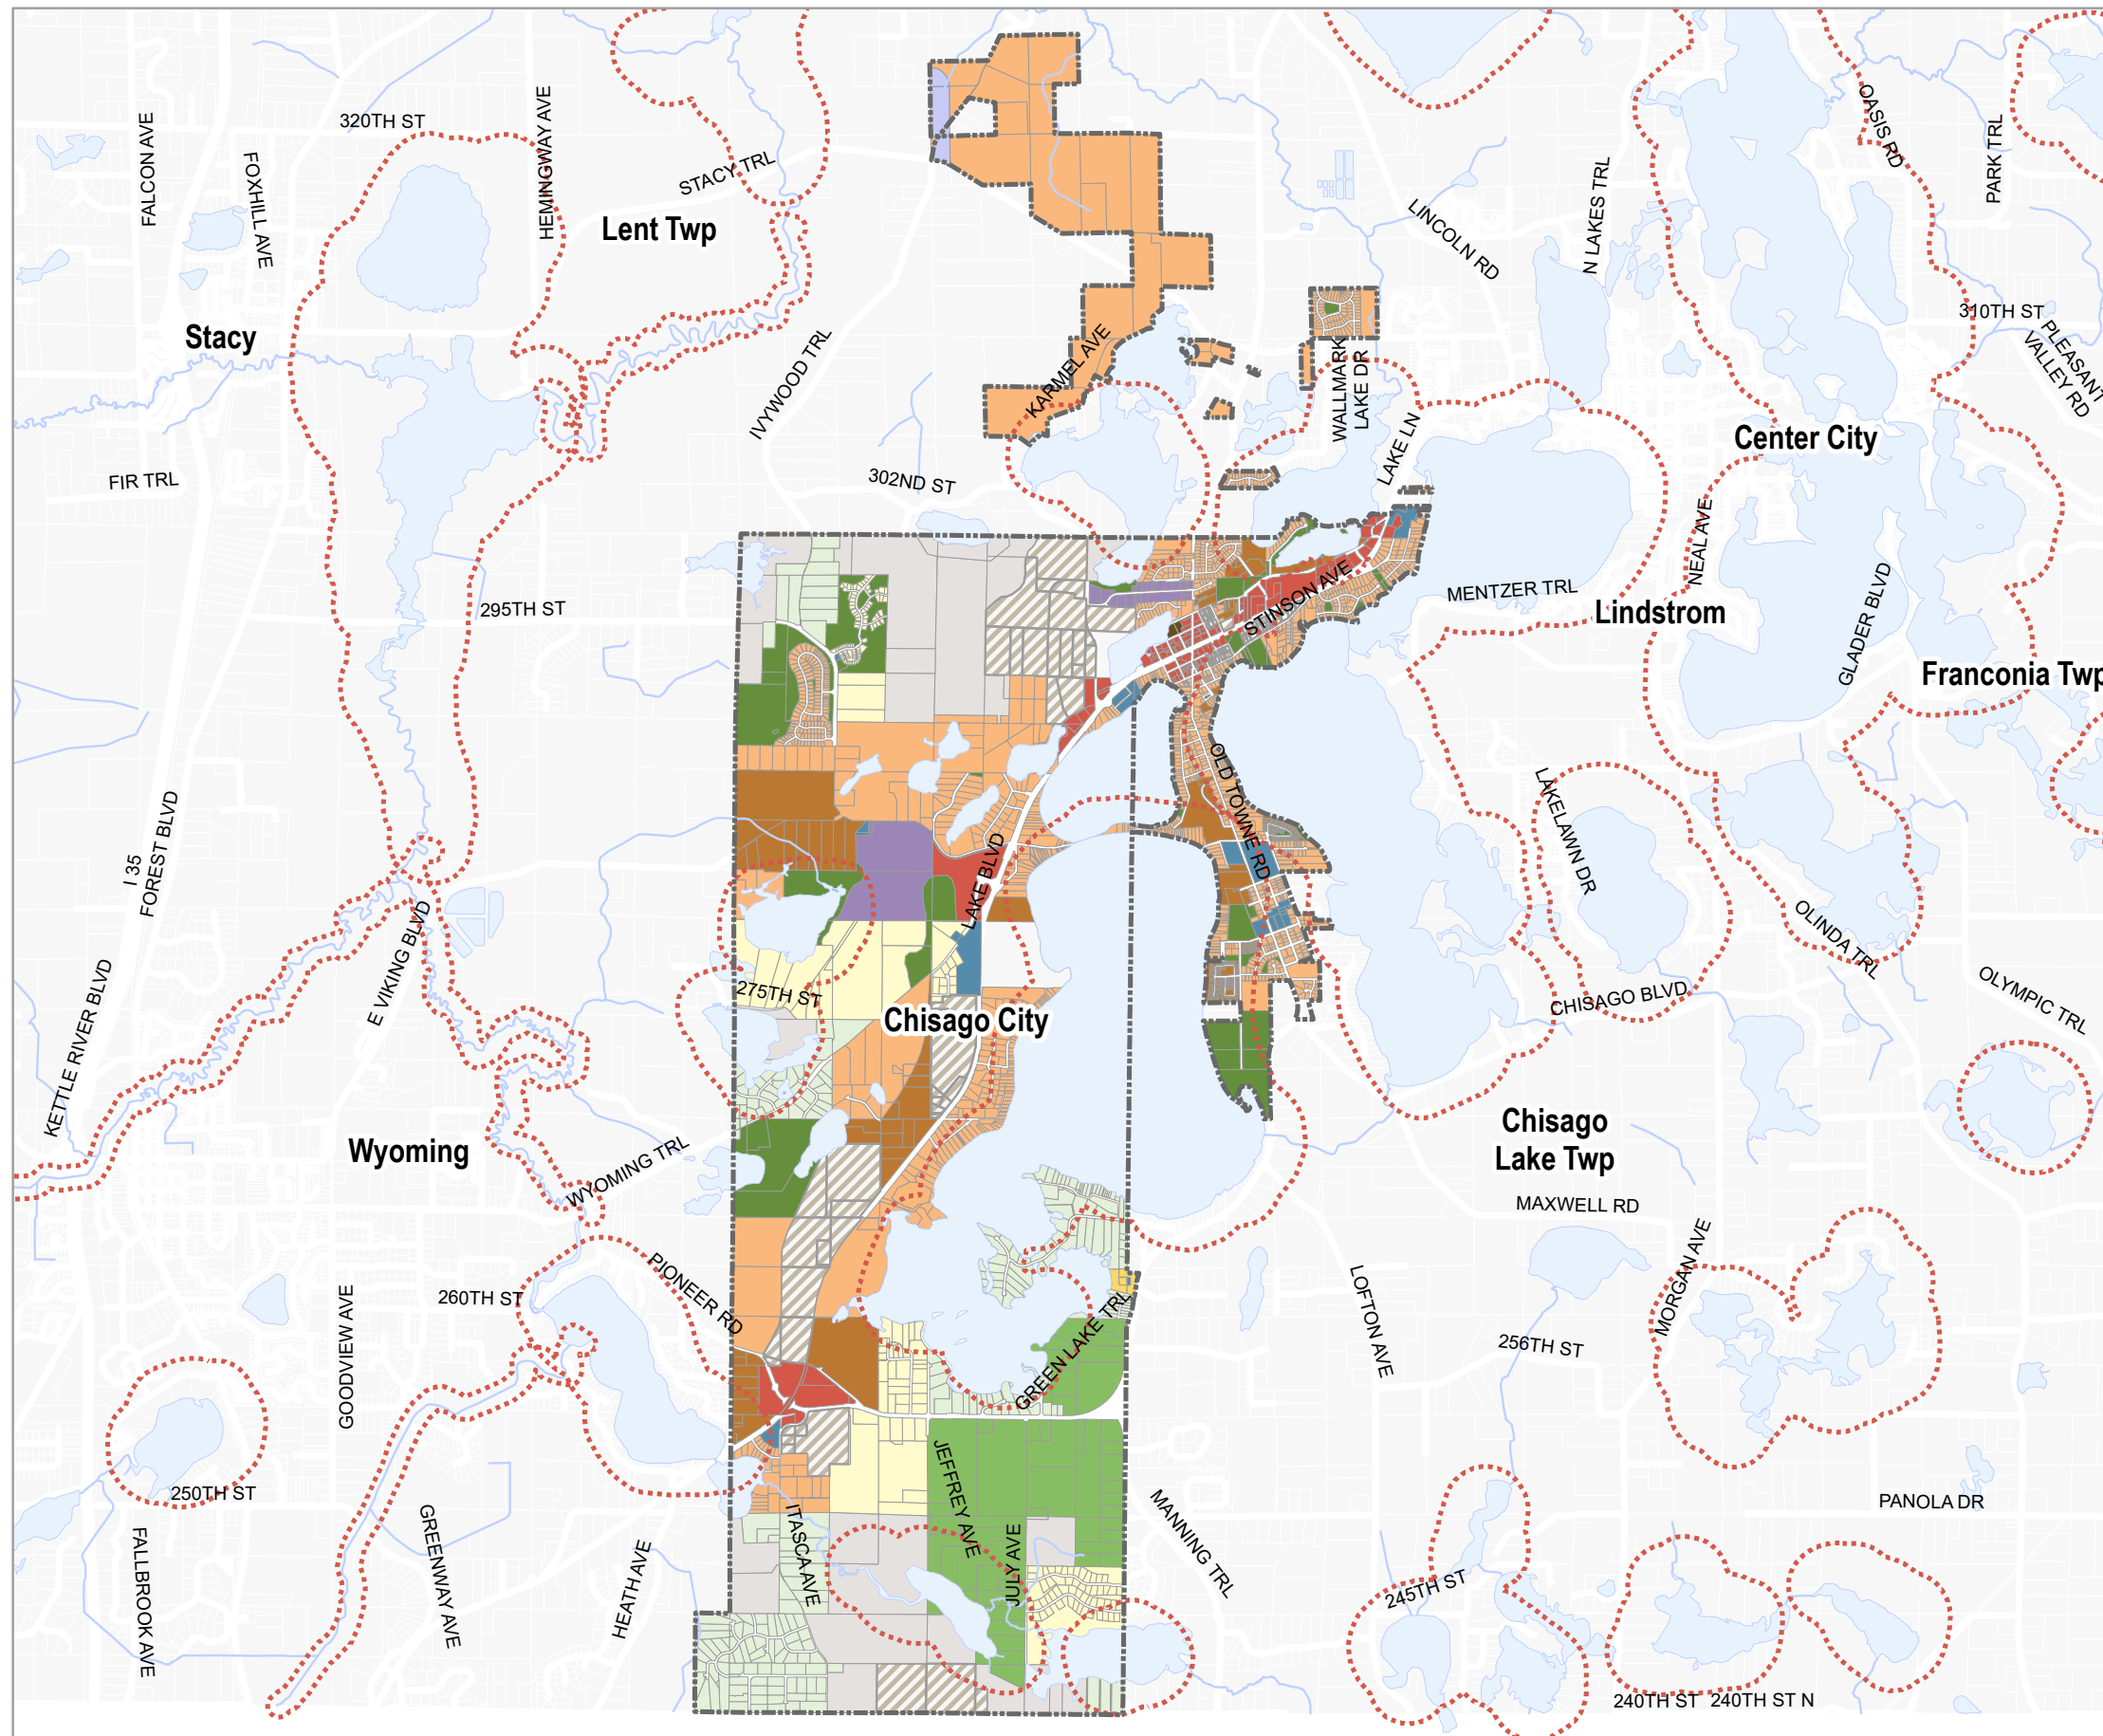 320TH ST
FALCON AVE
FOXHILL AVE
HEMINGWAY AVE
STACY TRL
Lent Twp
LINCOLN RD
N LAKES TRL
OASIS RD
PARK TRL
310TH ST
PLEASANT
VALLEY RD
Stacy
IVYWOOD TRL
KARMEL AVE
WALLMARK
LAKE DR
LAKE LN
Center City
FIR TRL
302ND ST
NEAL AVE
295TH ST
STINSON AVE
MENTZER TRL
Lindstrom
GLADER BLVD
Franconia Twp
OLD TOWNE RD
LAKELAWN DR
I 35
FOREST BLVD
LAKE BLVD
OLINDA TRL
E VIKING BLVD
KETTLE RIVER BLVD
275TH ST
Chisago City
CHISAGO BLVD
OLYMPIC TRL
Wyoming
WYOMING TRL
Chisago
Lake Twp
MAXWELL RD
MORGAN AVE
PIONEER RD
260TH ST
GOODVIEW AVE
GREEN LAKE TRL
LOFTON AVE
256TH ST
250TH ST
JEFFREY AVE
PANOLA DR
FALLBROOK AVE
GREENWAY AVE
HEATH AVE
ITASCA AVE
JULY AVE
MANNING TRL
245TH ST
240TH ST
240TH ST N